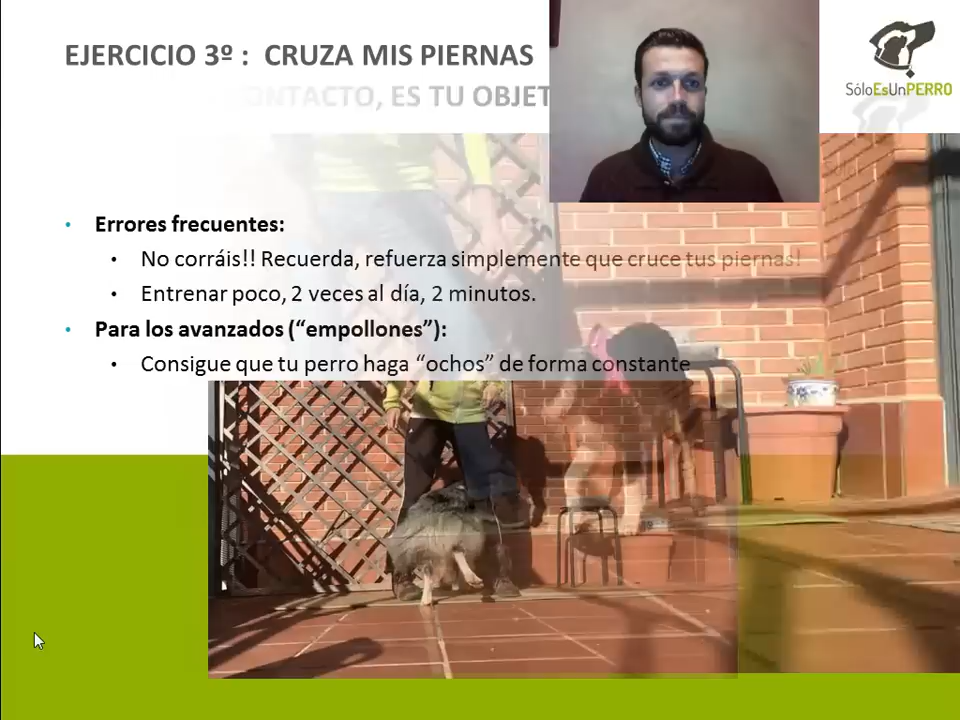 EJERCICIO 3º : CRUZA MIS PIERNAS
CONTACTO, ES TU OBJET
SóloEsUnPERRO
• Errores frecuentes:
• No corráis!! Recuerda, refuerza simplemente que cruce tus piernas!
• Entrenar poco, 2 veces al día, 2 minutos.
• Para los avanzados (“empollones”):
• Consigue que tu perro haga “ochos” de forma constante